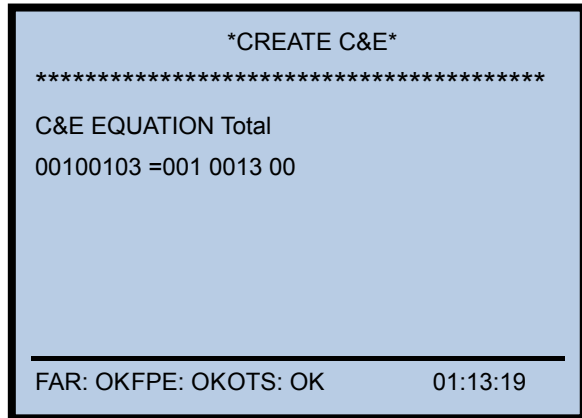 *CREATE C&E*
*******************************************
C&E EQUATION Total
00100103 =001 0013 00
FAR: OKFPE: OKOTS: OK 01:13:19